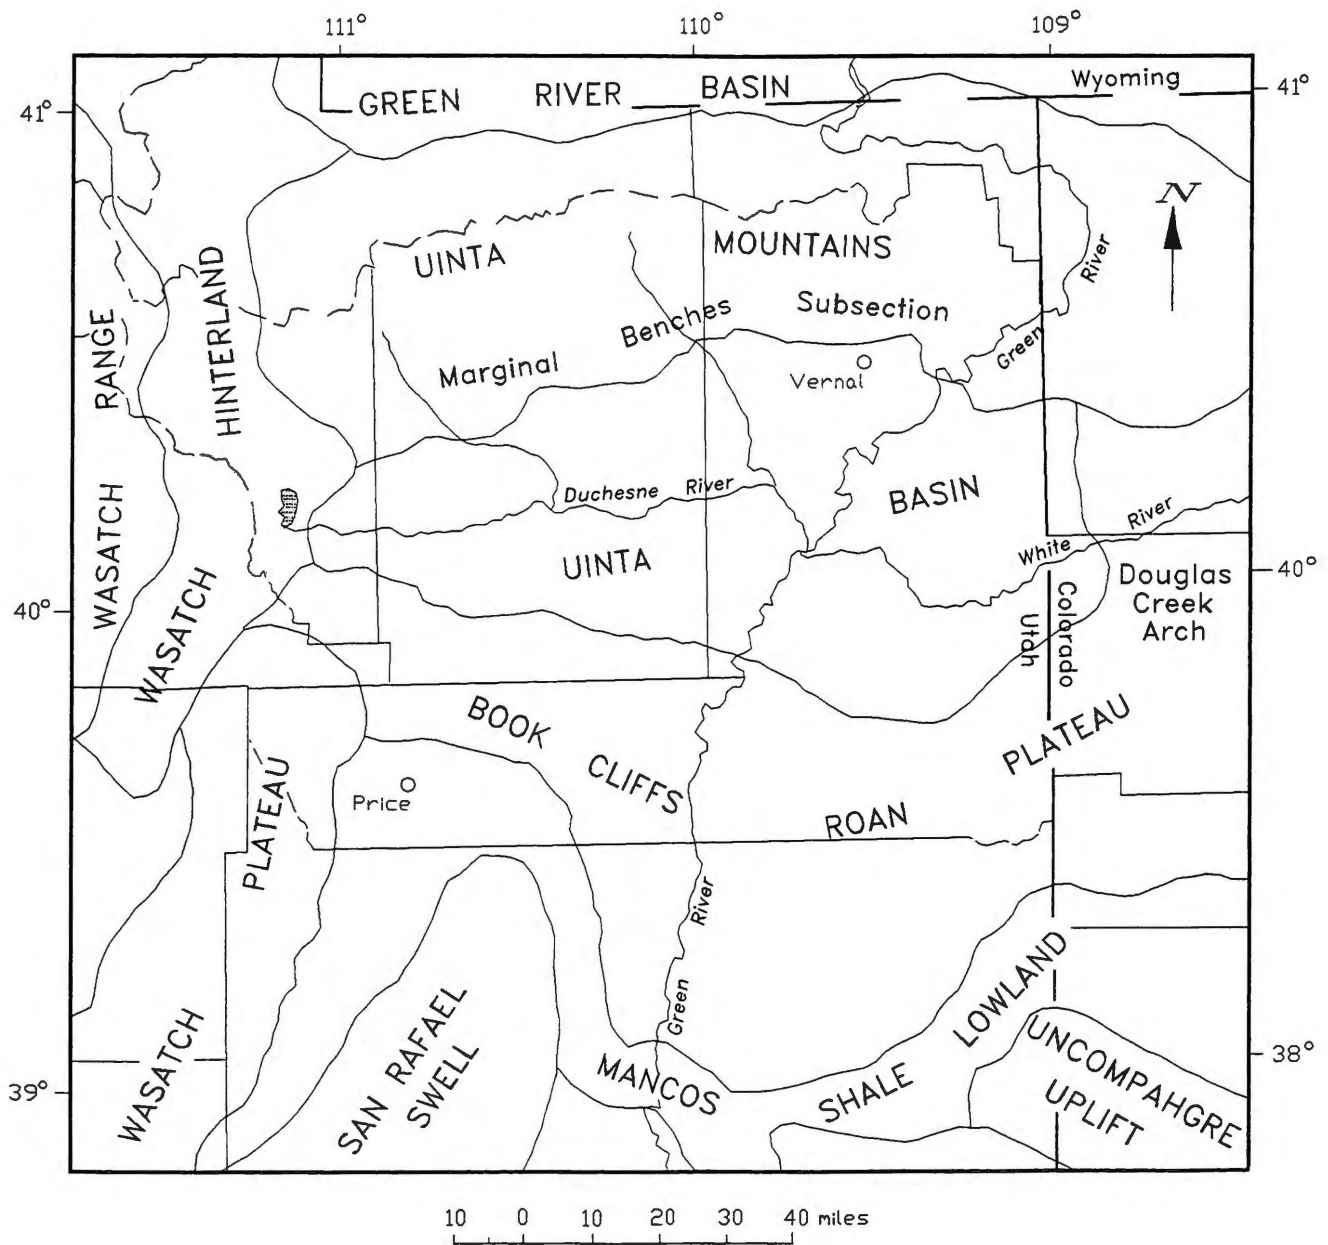 111° 110° 109°
41° 41°
Wyoming
GREEN RIVER BASIN
N
UINTA MOUNTAINS
River
Green
Marginal Benches Subsection
Vernal
WASATCH RANGE
WASATCH HINTERLAND
Duchesne River
BASIN
UINTA
White River
40° 40°
Douglas
Creek
Arch
Colorado
Utah
BOOK CLIFFS
ROAN PLATEAU
Price
WASATCH PLATEAU
Green River
SAN RAFAEL
SWELL
MANCOS SHALE LOWLAND
UNCOMPAHGRE
UPLIFT
39° 38°
10 0 10 20 30 40 miles